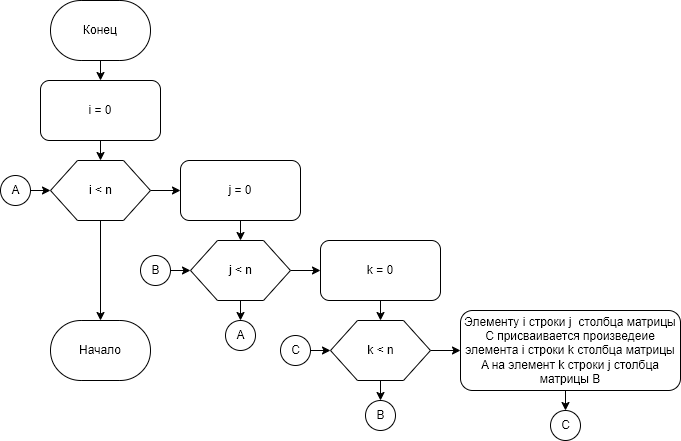 Конец
i = 0
A
i < n
j = 0
B
j < n
k = 0
A
Начало
C
k < n
Элементу i строки j столбца матрицы
C присваивается произведеие
элемента i строки k столбца матрицы
A на элемент k строки j столбца
матрицы B
B
C